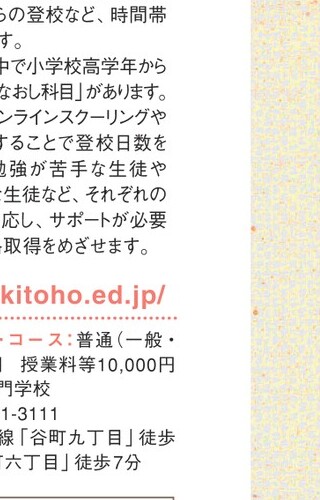 らの登校など、時間帯
す。
中で小学校高学年から
なおし科目」があります。
ンラインスクーリングや
することで登校日数を
勉強が苦手な生徒や
な生徒など、それぞれの
応し、サポートが必要
取得をめざせます。
kitoho.ed.jp/
コース：普通（一般・
授業料等10,000円
門学校
1-3111
線「谷町九丁目」徒歩
町六丁目」徒歩7分